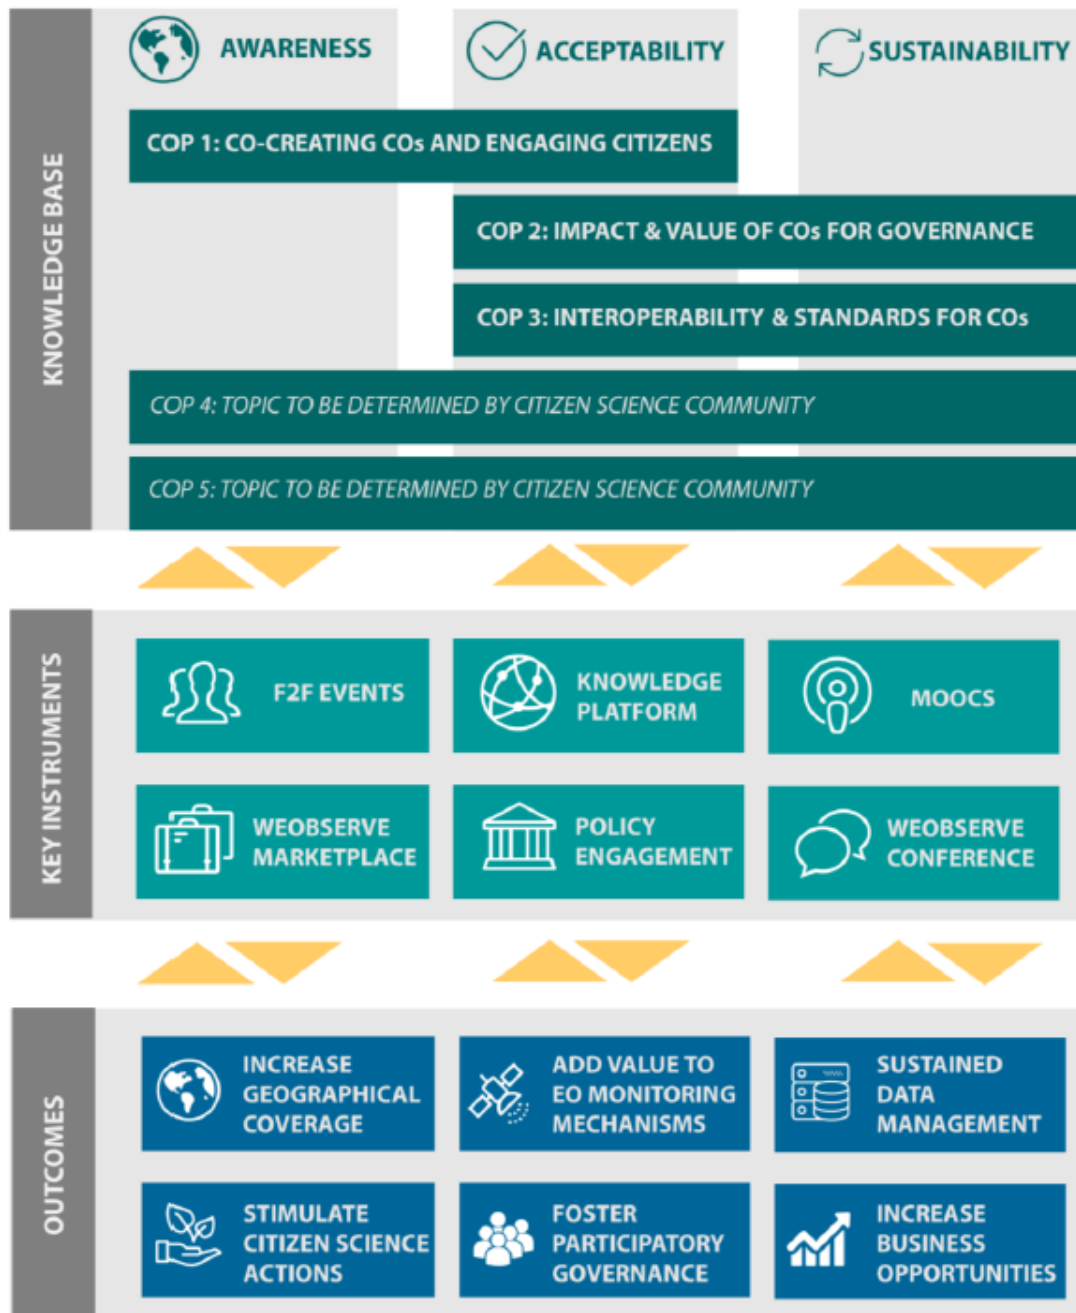 AWARENESS
ACCEPTABILITY
SUSTAINABILITY
KNOWLEDGE BASE
COP 1: CO-CREATING COs AND ENGAGING CITIZENS
COP 2: IMPACT & VALUE OF COs FOR GOVERNANCE
COP 3: INTEROPERABILITY & STANDARDS FOR COs
COP 4: TOPIC TO BE DETERMINED BY CITIZEN SCIENCE COMMUNITY
COP 5: TOPIC TO BE DETERMINED BY CITIZEN SCIENCE COMMUNITY
KEY INSTRUMENTS
F2F EVENTS
KNOWLEDGE
PLATFORM
MOOCS
WEOBSERVE
MARKETPLACE
POLICY
ENGAGEMENT
WEOBSERVE
CONFERENCE
OUTCOMES
INCREASE
GEOGRAPHICAL
COVERAGE
ADD VALUE TO
EO MONITORING
MECHANISMS
SUSTAINED
DATA
MANAGEMENT
STIMULATE
CITIZEN SCIENCE
ACTIONS
FOSTER
PARTICIPATORY
GOVERNANCE
INCREASE
BUSINESS
OPPORTUNITIES